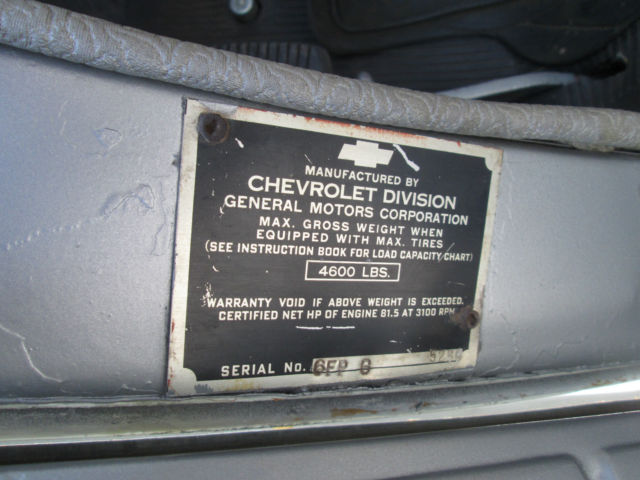 MANUFACTURED BY
CHEVROLET DIVISION
GENERAL MOTORS CORPORATION
MAX. GROSS WEIGHT WHEN
EQUIPPED WITH MAX. TIRES
(SEE INSTRUCTION BOOK FOR LOAD CAPACITY CHART)
4600 LBS.
WARRANTY VOID IF ABOVE WEIGHT IS EXCEEDED.
CERTIFIED NET HP OF ENGINE 81.5 AT 3100 RPM
SERIAL NO. 6FP